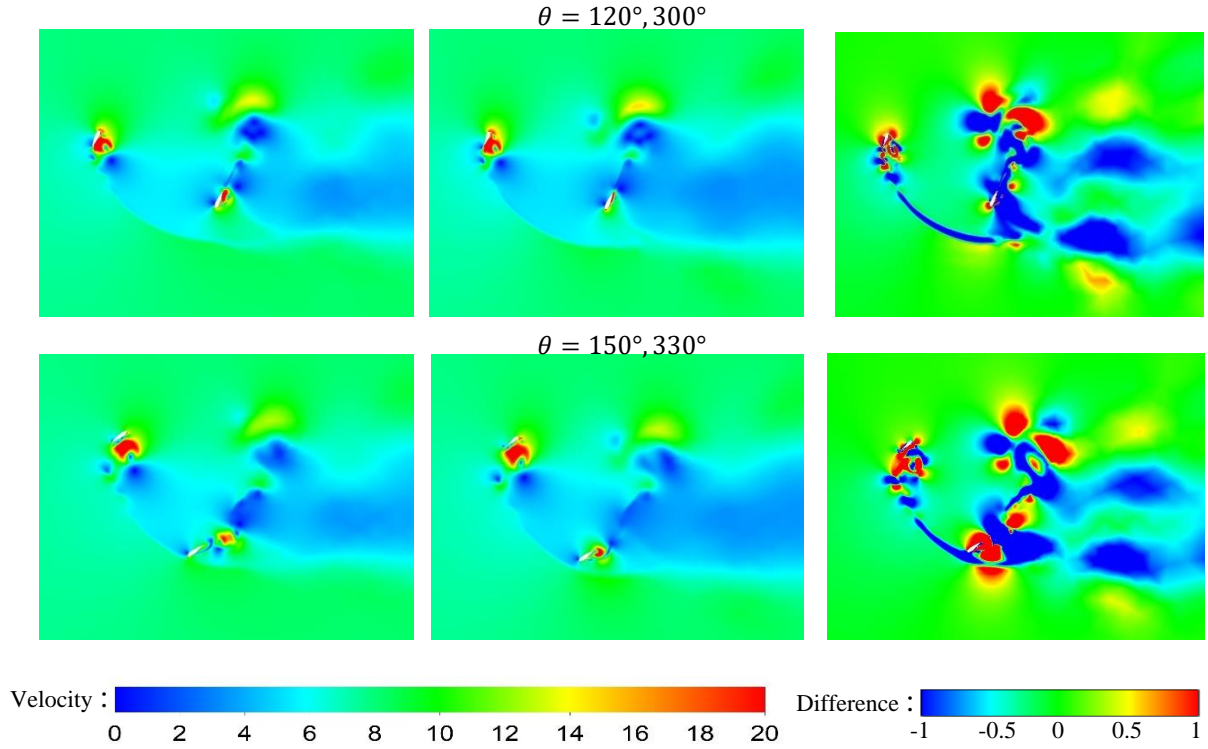 θ = 120°, 300°
θ = 150°, 330°
Velocity：
0 2 4 6 8 10 12 14 16 18 20
Difference：
-1 -0.5 0 0.5 1